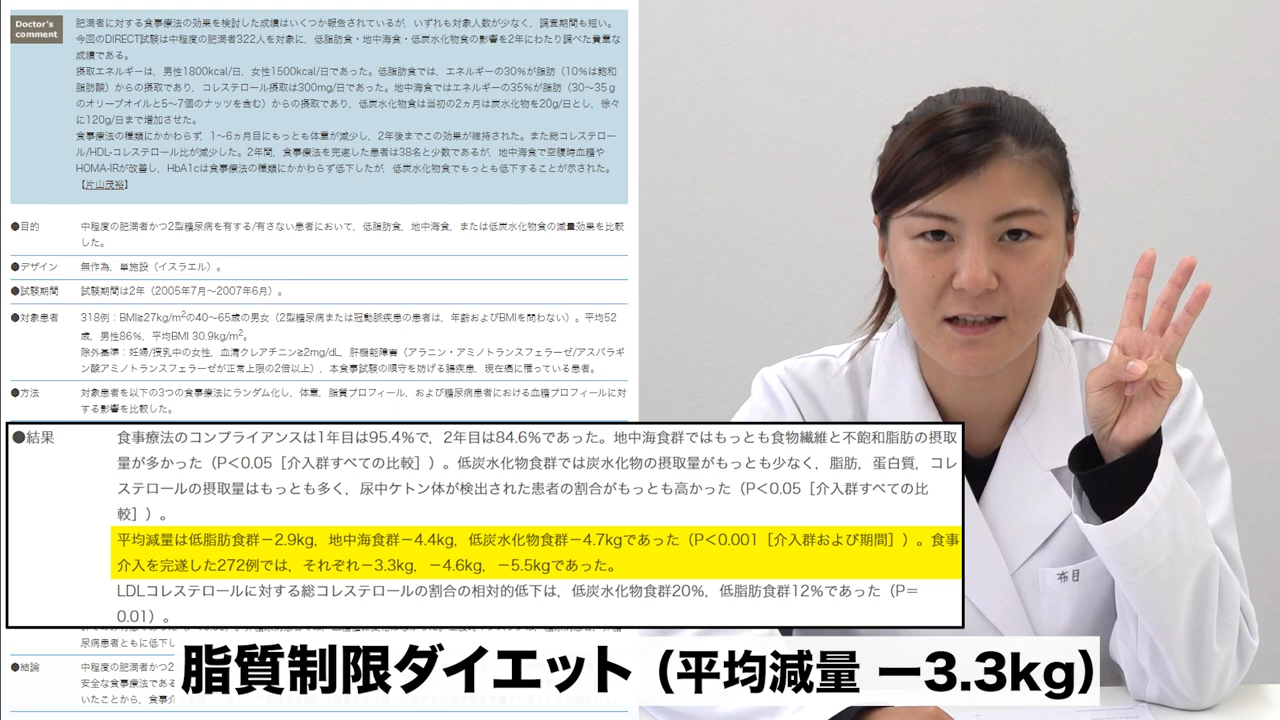 Doctor's
comment
肥満者に対する食事療法の効果を検討した成績はいくつか報告されているが，いずれも対象人数が少なく，調査期間も短い。
今回のDIRECT試験は中程度の肥満者322人を対象に，低脂肪食・地中海食・低炭水化物食の影響を2年にわたり調べた貴重な
成績である。
摂取エネルギーは，男性1800kcal/日，女性1500kcal/日であった。低脂肪食では，エネルギーの30%が脂肪（10%は飽和
脂肪酸）からの摂取であり，コレステロール摂取は300mg/日であった。地中海食ではエネルギーの35%が脂肪（30～35g
のオリーブオイルと5～7個のナッツを含む）からの摂取であり，低炭水化物食は当初の2ヵ月は炭水化物を20g/日とし，徐々
に120g/日まで増加させた。
食事療法の種類にかかわらず，1～6ヵ月目にもっとも体重が減少し，2年後までこの効果が維持された。また総コレステロー
ル/HDL-コレステロール比が減少した。2年間，食事療法を完遂した患者は38名と少数であるが，地中海食で空腹時血糖や
HOMA-IRが改善し，HbA1cは食事療法の種類にかかわらず低下したが，低炭水化物食でもっとも低下することが示された。
【片山茂裕】
●目的 中程度の肥満者かつ2型糖尿病を有する/有さない患者において，低脂肪食，地中海食，または低炭水化物食の減量効果を比較
した。
●デザイン 無作為，単施設（イスラエル）。
●試験期間 試験期間は2年（2005年7月～2007年6月）。
●対象患者 318例：BMI≧27kg/m2の40～65歳の男女（2型糖尿病または冠動脈疾患の患者は，年齢およびBMIを問わない）。平均52
歳，男性86%，平均BMI 30.9kg/m2。
除外基準：妊婦/授乳中の女性，血清クレアチニン≧2mg/dL，肝機能障害（アラニン・アミノトランスフェラーゼ/アスパラギ
ン酸アミノトランスフェラーゼが正常上限の2倍以上），本食事試験の順守を妨げる腸疾患，現在癌に罹っている患者。
●方法 対象患者を以下の3つの食事療法にランダム化し，体重，脂質プロフィール，および糖尿病患者における血糖プロフィールに対
する影響を比較した。
●結果 食事療法のコンプライアンスは1年目は95.4%で，2年目は84.6%であった。地中海食群ではもっとも食物繊維と不飽和脂肪の摂取
量が多かった（P＜0.05［介入群すべての比較］）。低炭水化物食群では炭水化物の摂取量がもっとも少なく，脂肪，蛋白質，コレ
ステロールの摂取量はもっとも多く，尿中ケトン体が検出された患者の割合がもっとも高かった（P＜0.05［介入群すべての比
較］）。
平均減量は低脂肪食群－2.9kg，地中海食群－4.4kg，低炭水化物食群－4.7kgであった（P＜0.001［介入群および期間］）。食事
介入を完遂した272例では，それぞれ－3.3kg，－4.6kg，－5.5kgであった。
LDLコレステロールに対する総コレステロールの割合の相対的低下は，低炭水化物食群20%，低脂肪食群12%であった（P＝
0.01）。
尿病患者ともに低下し
●結論 中程度の肥満者かつ2
安全な食事療法である
いたことから，食事介
脂質制限ダイエット（平均減量 －3.3kg）
布目